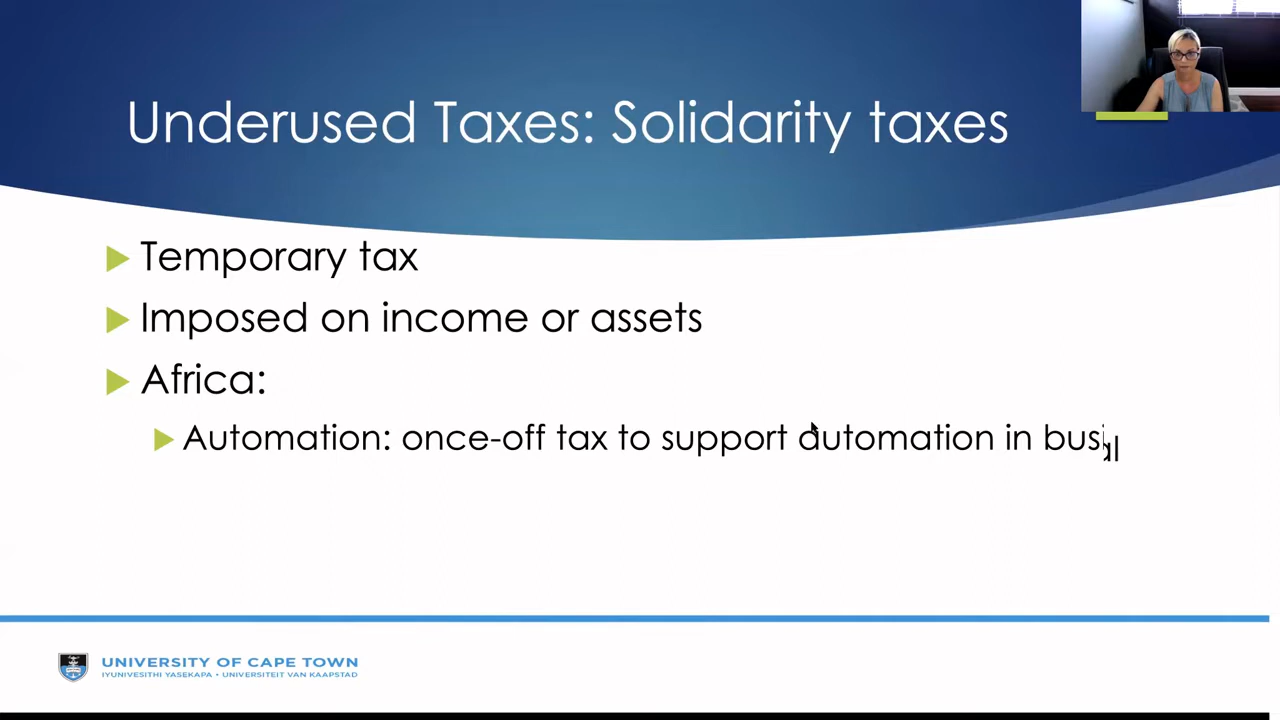 Underused Taxes: Solidarity taxes
Temporary tax
Imposed on income or assets
Africa:
Automation: once-off tax to support automation in
UNIVERSITY OF CAPE TOWN
IYUNIVESITHI YASEKAPA • UNIVERSITEIT VAN KAAPSTAD